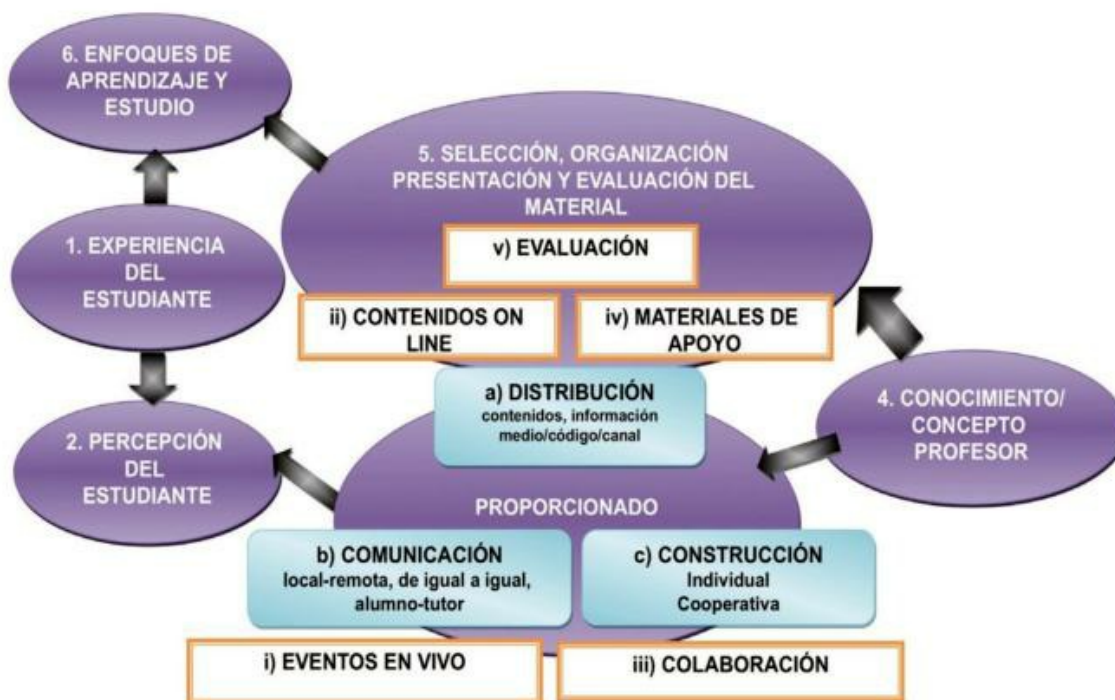 6. ENFOQUES DE
APRENDIZAJE Y
ESTUDIO
5. SELECCIÓN, ORGANIZACIÓN
PRESENTACIÓN Y EVALUACIÓN DEL
MATERIAL
v) EVALUACIÓN
1. EXPERIENCIA
DEL
ESTUDIANTE
ii) CONTENIDOS ON
LINE
iv) MATERIALES DE
APOYO
a) DISTRIBUCIÓN
contenidos, información
medio/código/canal
4. CONOCIMIENTO/
CONCEPTO
PROFESOR
2. PERCEPCIÓN
DEL
ESTUDIANTE
PROPORCIONADO
b) COMUNICACIÓN
local-remota, de igual a igual,
alumno-tutor
c) CONSTRUCCIÓN
Individual
Cooperativa
i) EVENTOS EN VIVO
iii) COLABORACIÓN